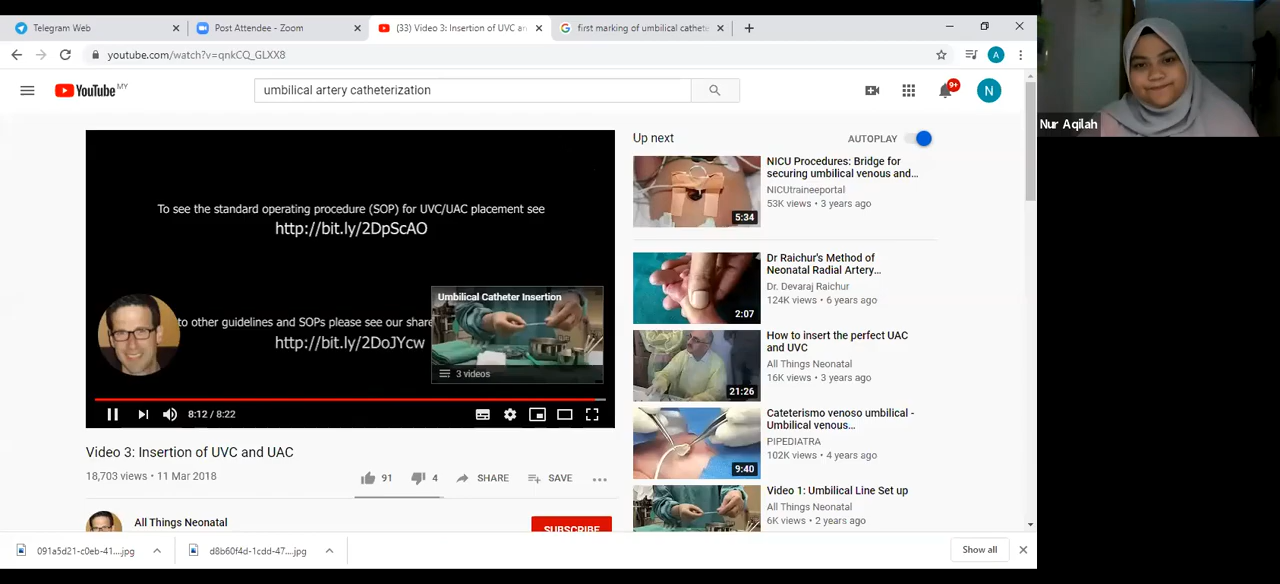 Telegram Web
Post Attendee - Zoom
(33) Video 3: Insertion of UVC an
first marking of umbilical cathete
youtube.com/watch?v=qnkCQ_GLXX8
A
YouTube MY
umbilical artery catheterization
9+
N
Nur Aqilah
To see the standard operating procedure (SOP) for UVC/UAC placement see
http://bit.ly/2DpScAO
to other guidelines and SOPs please see our share
http://bit.ly/2DoJYcw
Umbilical Catheter Insertion
3 videos
8:12 / 8:22
Video 3: Insertion of UVC and UAC
18,703 views • 11 Mar 2018
91
4
SHARE
SAVE
All Things Neonatal
SUBSCRIBE
Up next
AUTOPLAY
NICU Procedures: Bridge for
securing umbilical venous and...
NICUtraineeportal
53K views • 3 years ago
5:34
Dr Raichur's Method of
Neonatal Radial Artery...
Dr. Devaraj Raichur
124K views • 6 years ago
2:07
How to insert the perfect UAC
and UVC
All Things Neonatal
16K views • 3 years ago
21:26
Cateterismo venoso umbilical -
Umbilical venous...
PIPEDIATRA
102K views • 4 years ago
9:40
Video 1: Umbilical Line Set up
All Things Neonatal
6K views • 2 years ago
091a5d21-c0eb-41....jpg
d8b60f4d-1cdd-47....jpg
Show all